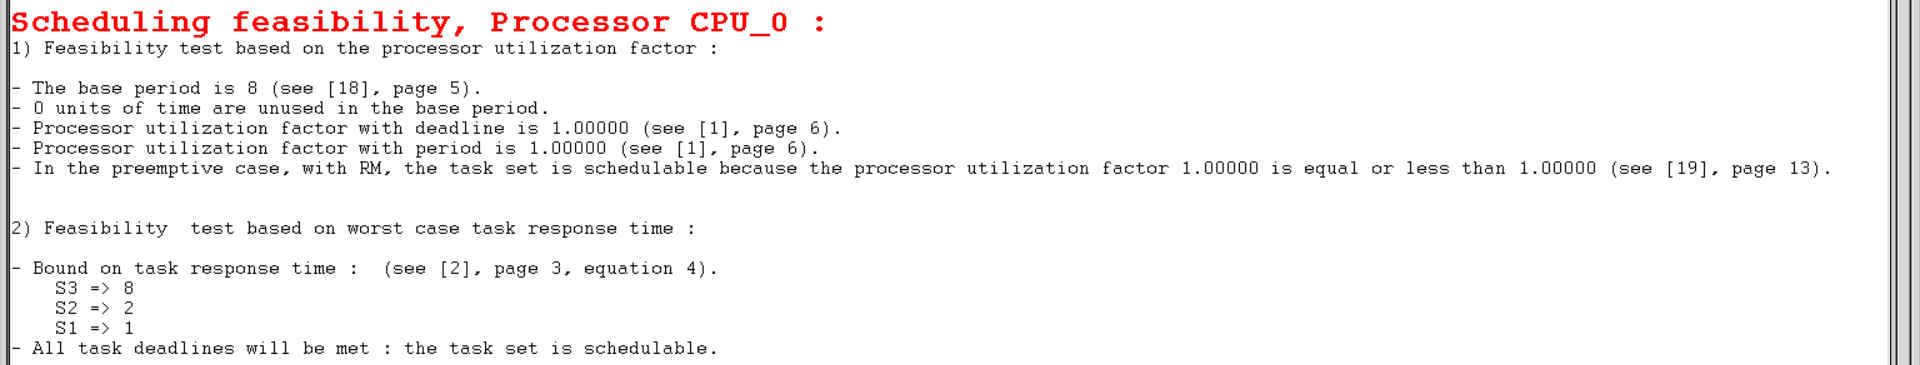 Scheduling feasibility, Processor CPU_0 :
1) Feasibility test based on the processor utilization factor :
- The base period is 8 (see [18], page 5).
- 0 units of time are unused in the base period.
- Processor utilization factor with deadline is 1.00000 (see [1], page 6).
- Processor utilization factor with period is 1.00000 (see [1], page 6).
- In the preemptive case, with RM, the task set is schedulable because the processor utilization factor 1.00000 is equal or less than 1.00000 (see [19], page 13).
2) Feasibility  test based on worst case task response time :
- Bound on task response time :  (see [2], page 3, equation 4).
S3 => 8
S2 => 2
S1 => 1
- All task deadlines will be met : the task set is schedulable.